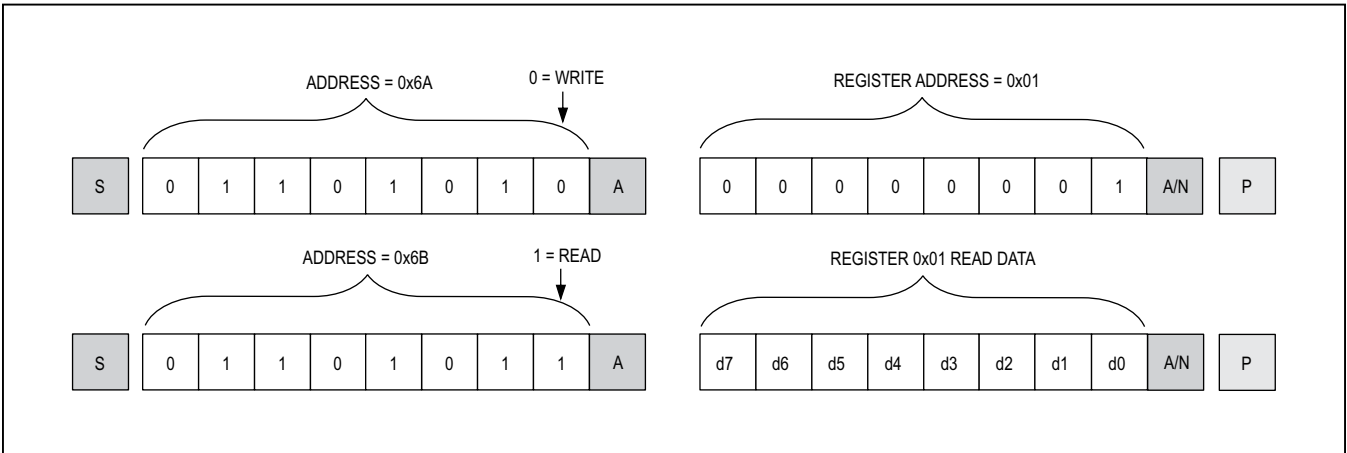 ADDRESS = 0x6A 0 = WRITE REGISTER ADDRESS = 0x01
S 0 1 1 0 1 0 1 0 A 0 0 0 0 0 0 0 1 A/N P
ADDRESS = 0x6B 1 = READ REGISTER 0x01 READ DATA
S 0 1 1 0 1 0 1 1 A d7 d6 d5 d4 d3 d2 d1 d0 A/N P